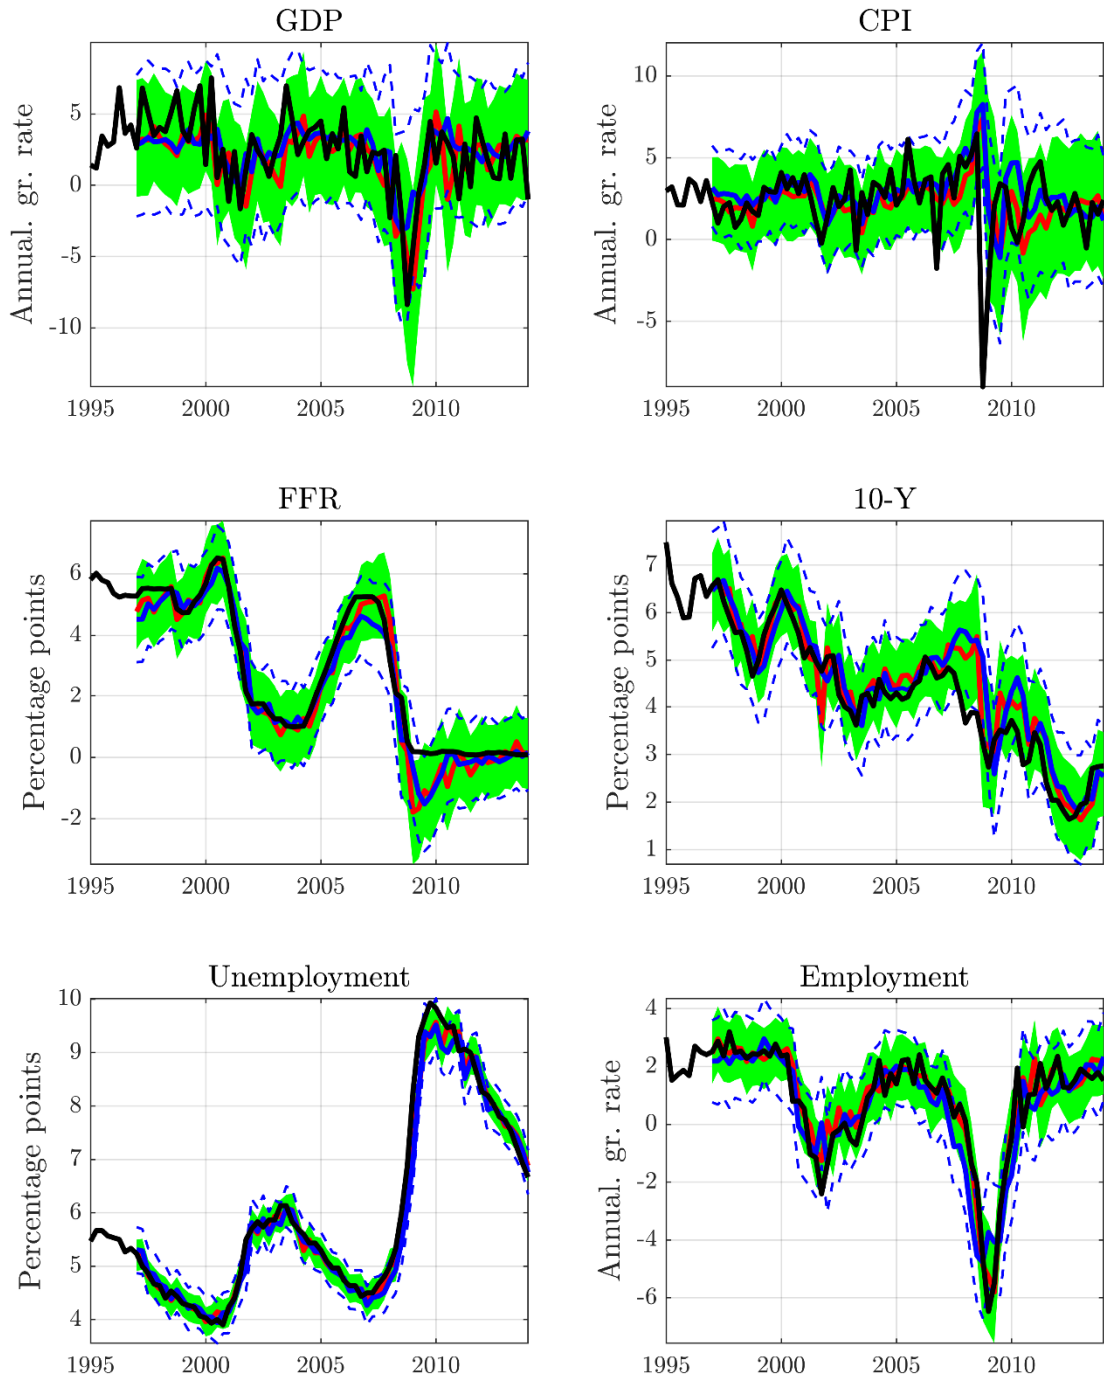 GDP
Annual. gr. rate
5
0
-5
-10
1995 2000 2005 2010
CPI
Annual. gr. rate
10
5
0
-5
1995 2000 2005 2010
FFR
Percentage points
6
4
2
0
-2
1995 2000 2005 2010
10-Y
Percentage points
7
6
5
4
3
2
1
1995 2000 2005 2010
Unemployment
Percentage points
10
9
8
7
6
5
4
1995 2000 2005 2010
Employment
Annual. gr. rate
4
2
0
-2
-4
-6
1995 2000 2005 2010